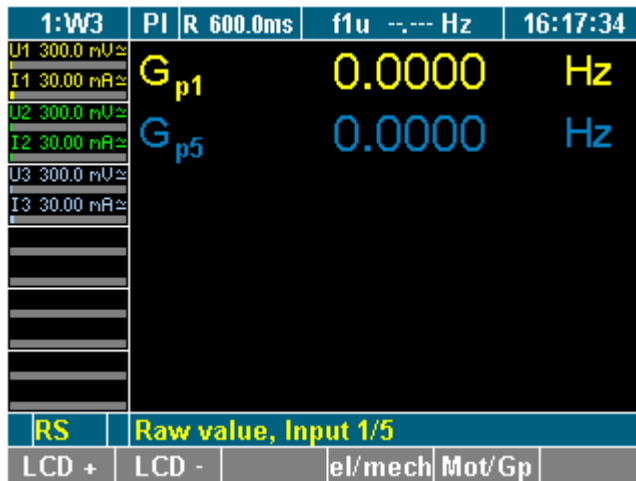 1:W3 PI R 600.0ms f1u --.--- Hz 16:17:34
U1 300.0 mV≃
I1 30.00 mA≃
Gp1 0.0000 Hz
U2 300.0 mV≃
I2 30.00 mA≃
Gp5 0.0000 Hz
U3 300.0 mV≃
I3 30.00 mA≃
RS Raw value, Input 1/5
LCD + LCD - el/mech Mot/Gp